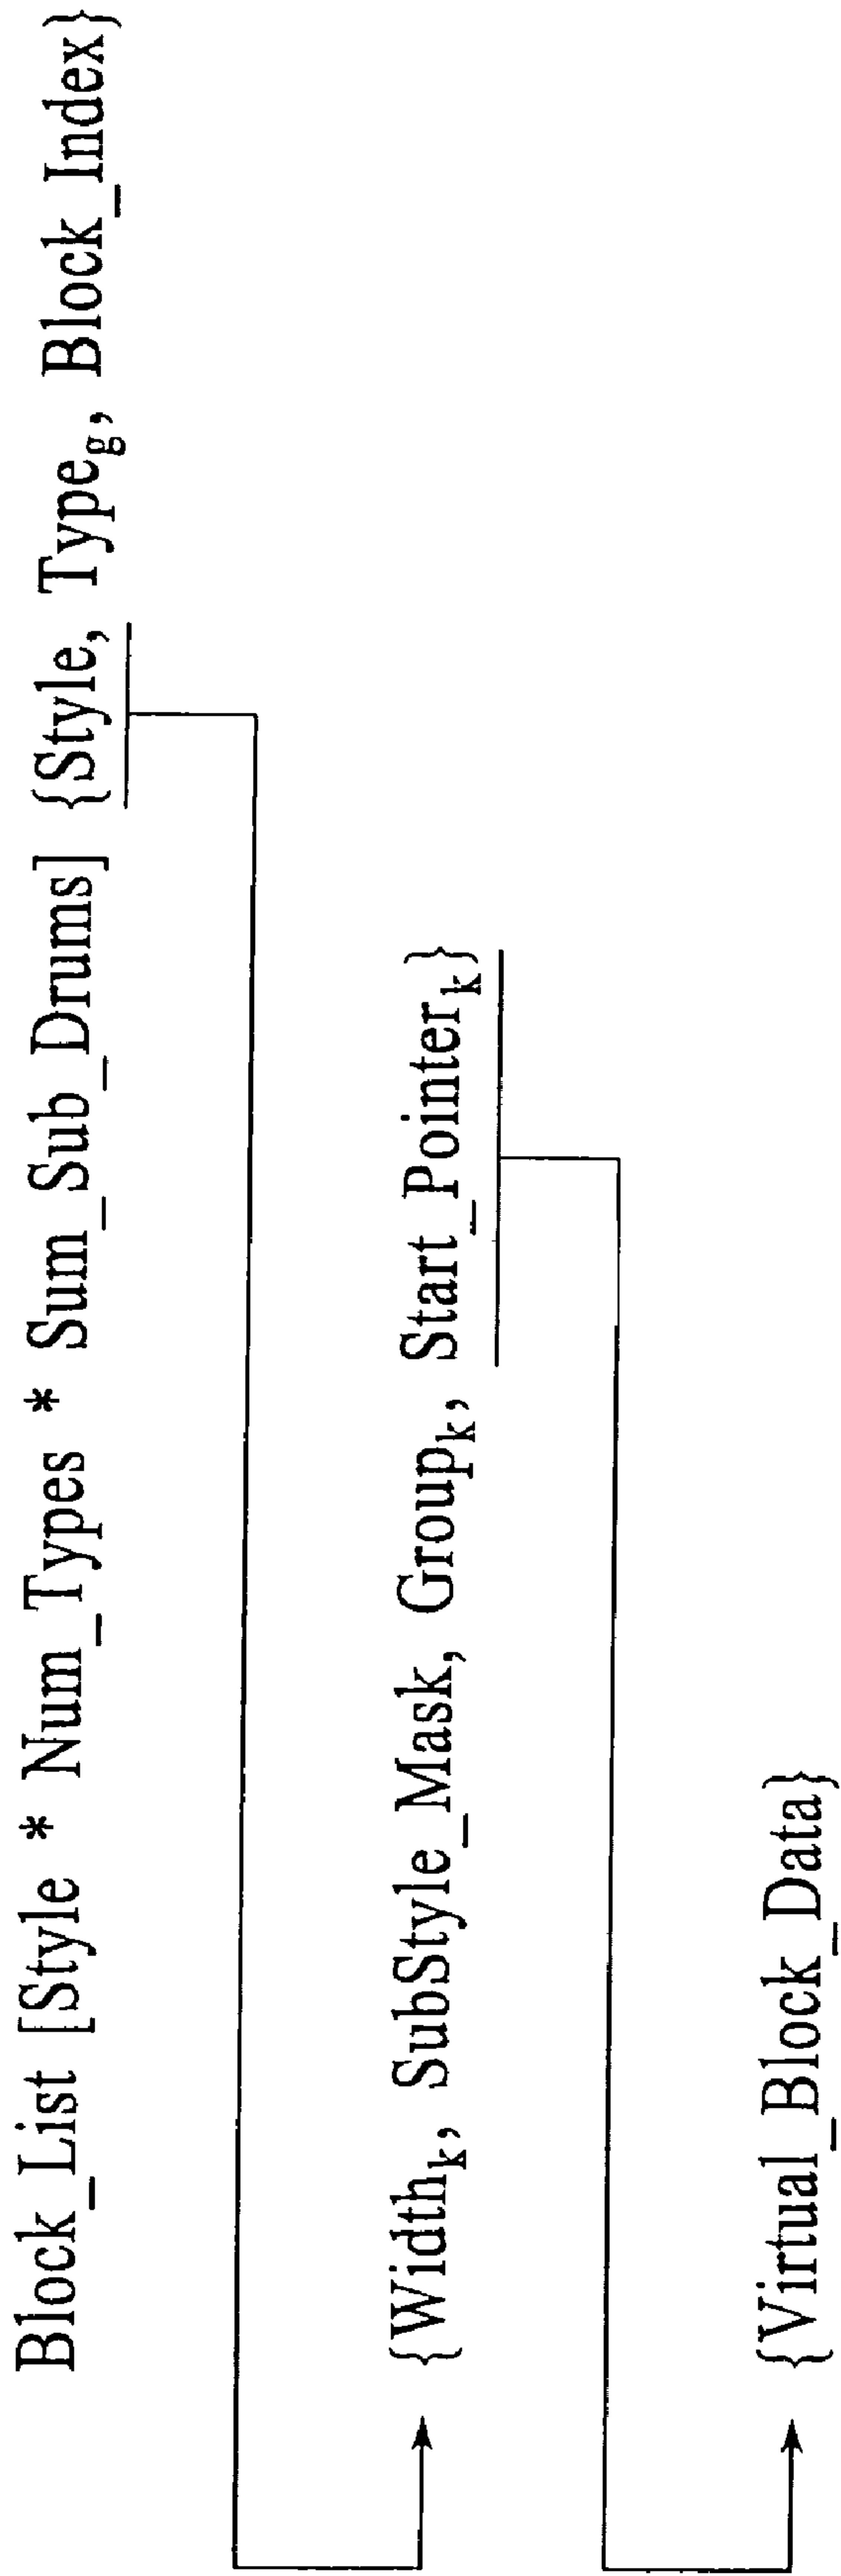 Block_List [Style * Num_Types * Sum_Sub_Drums] {Style, Type_g, Block_Index}
{Width_k, SubStyle_Mask, Group_k, Start_Pointer_k}
{Virtual_Block_Data}